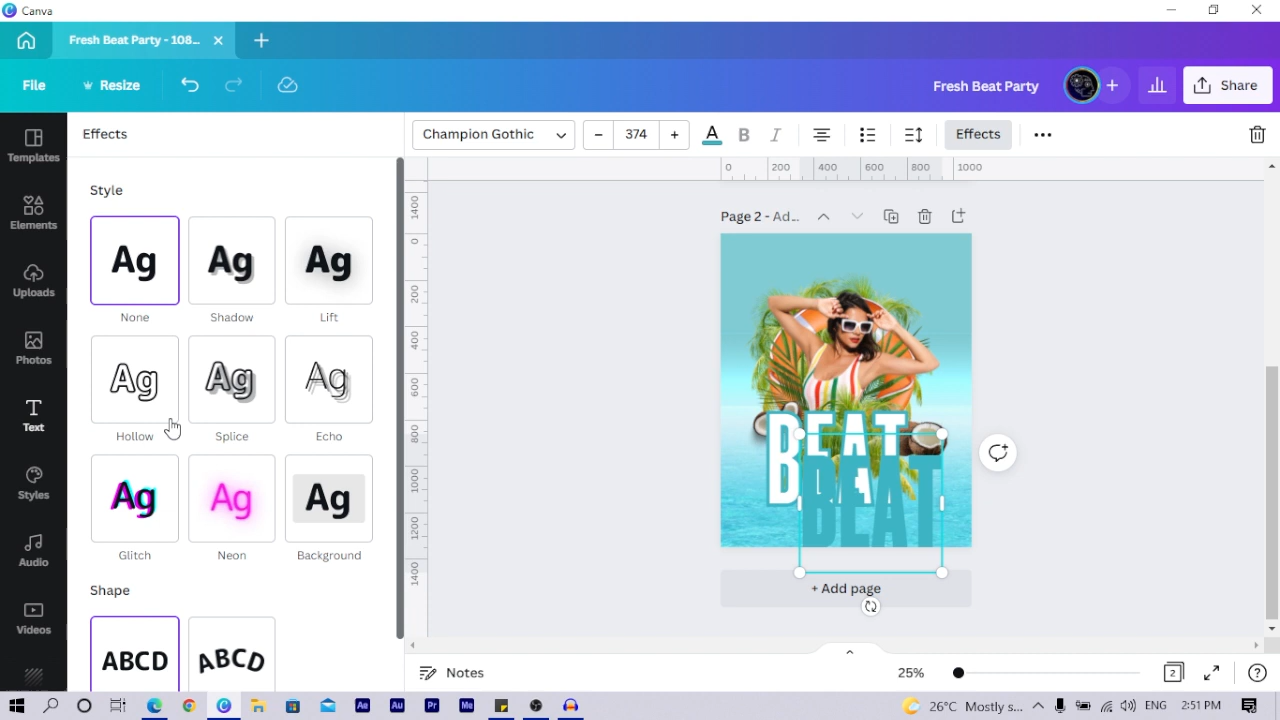 Canva
Fresh Beat Party - 108...
File
Resize
Fresh Beat Party
Share
Effects
Champion Gothic
374
A
B
I
Effects
Templates
Elements
Uploads
Photos
Text
Styles
Audio
Videos
Style
Ag
Ag
Ag
None
Shadow
Lift
Ag
Ag
Ag
Hollow
Splice
Echo
Ag
Ag
Ag
Glitch
Neon
Background
Shape
ABCD
ABCD
0 200 400 600 800 1000
1400
0
200
400
600
800
1000
1200
1400
Page 2 - Ad...
BEAT
BEAT
+ Add page
Notes
25%
2
26°C Mostly s...
ENG
2:51 PM
Ae
Au
Pr
Me